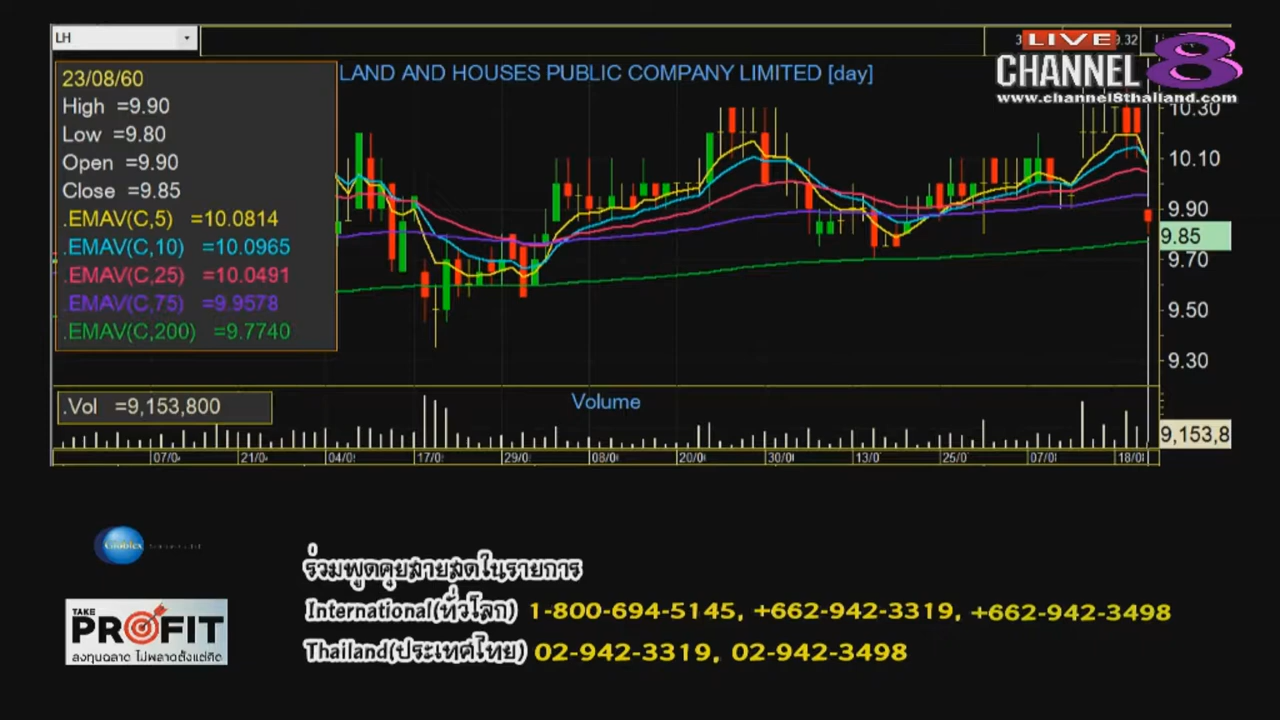 LH
LIVE
CHANNEL 8
www.channel8thailand.com
LAND AND HOUSES PUBLIC COMPANY LIMITED [day]
23/08/60
High =9.90
Low =9.80
Open =9.90
Close =9.85
.EMAV(C,5) =10.0814
.EMAV(C,10) =10.0965
.EMAV(C,25) =10.0491
.EMAV(C,75) =9.9578
.EMAV(C,200) =9.7740
10.30
10.10
9.90
9.85
9.70
9.50
9.30
.Vol =9,153,800
Volume
9,153,8
07/0 21/0 04/0 17/0 29/0 08/0 20/0 30/0 13/0 25/0 07/0 18/0
Globlex
ร่วมพูดคุยสายสดในรายการ
International(ทั่วโลก) 1-800-694-5145, +662-942-3319, +662-942-3498
Thailand(ประเทศไทย) 02-942-3319, 02-942-3498
TAKE
PROFIT
ลงทุนฉลาด ไม่พลาดตั้งแต่คิด